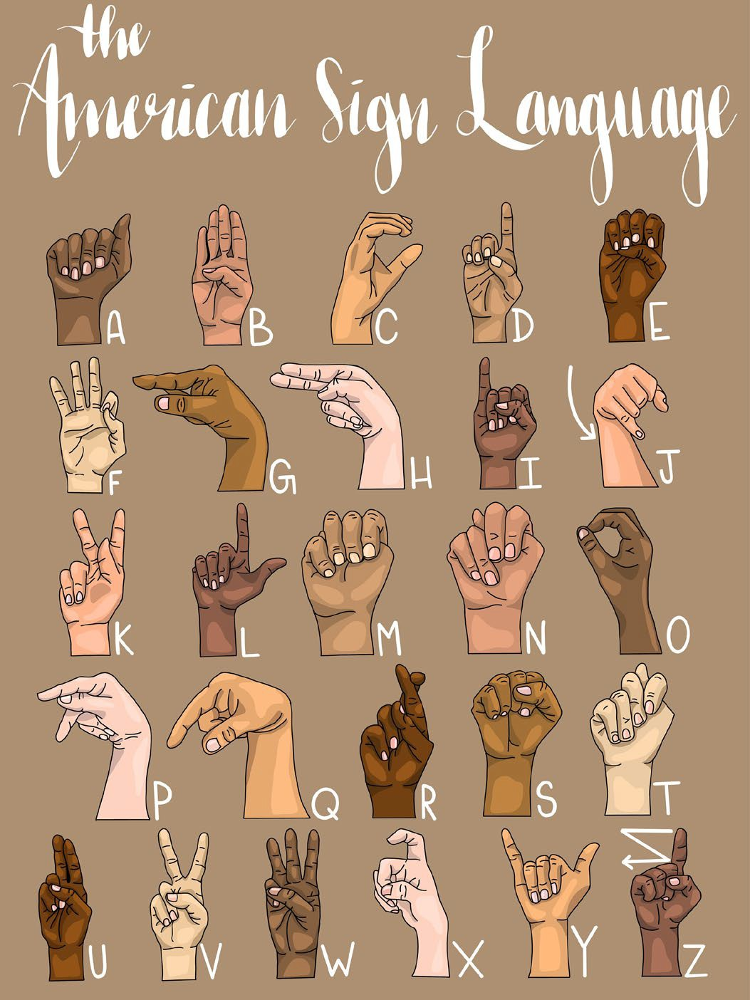 the
American Sign Language
A B C D E
F G H I J
K L M N O
P Q R S T
U V W X Y Z